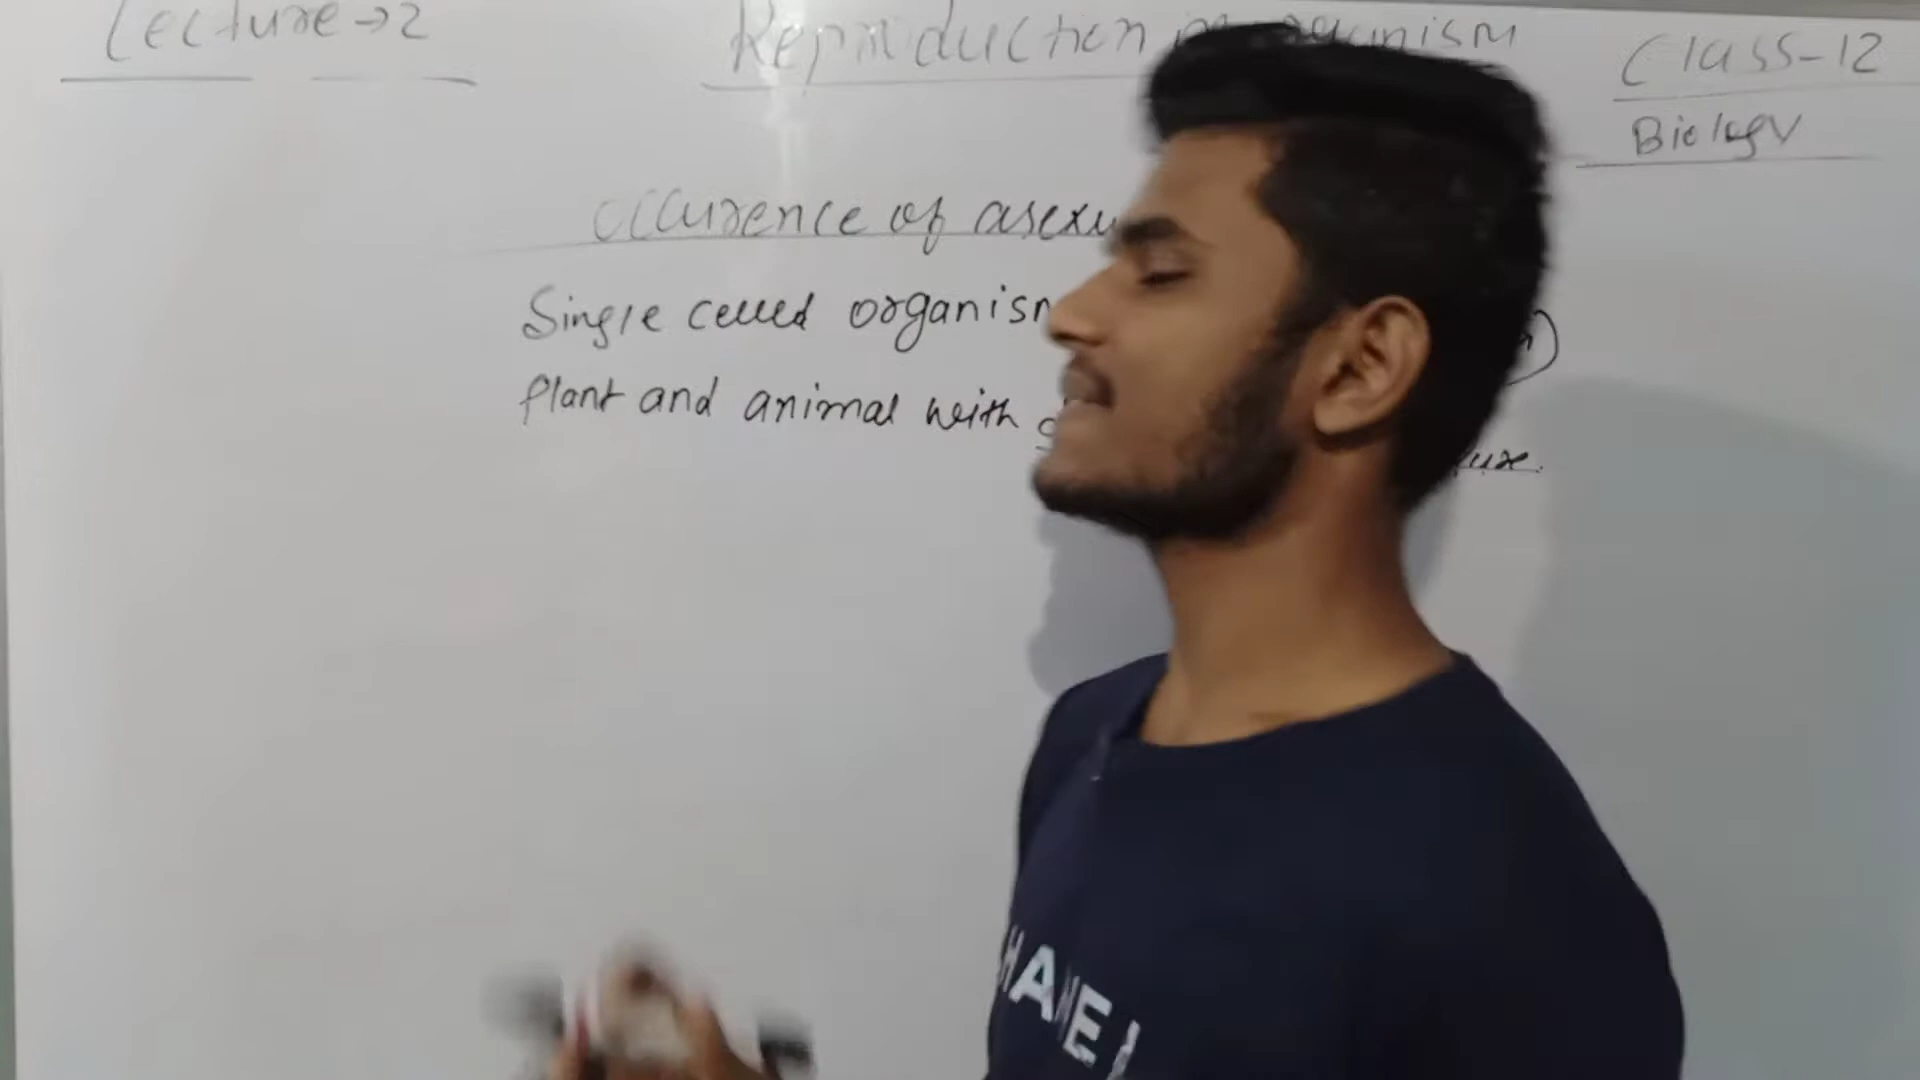 Lecture → 2
Reproduction in organism
Class-12
Biology
occurence of asexu
Single celled organism
Plant and animal with